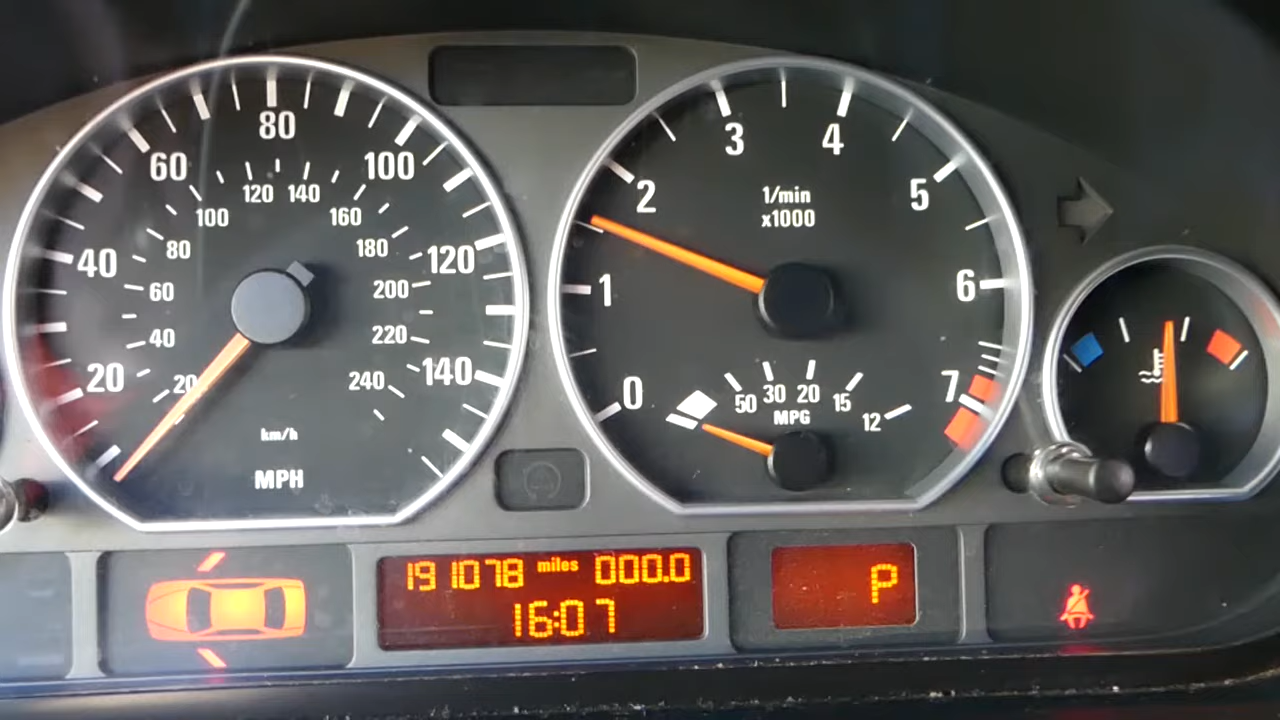 20 40 60 80 100 120 140
20 40 60 80 100 120 140 160 180 200 220 240
km/h
MPH
0 1 2 3 4 5 6 7
1/min
x1000
50 30 20 15 12
MPG
191078 miles 000.0
16:07
P